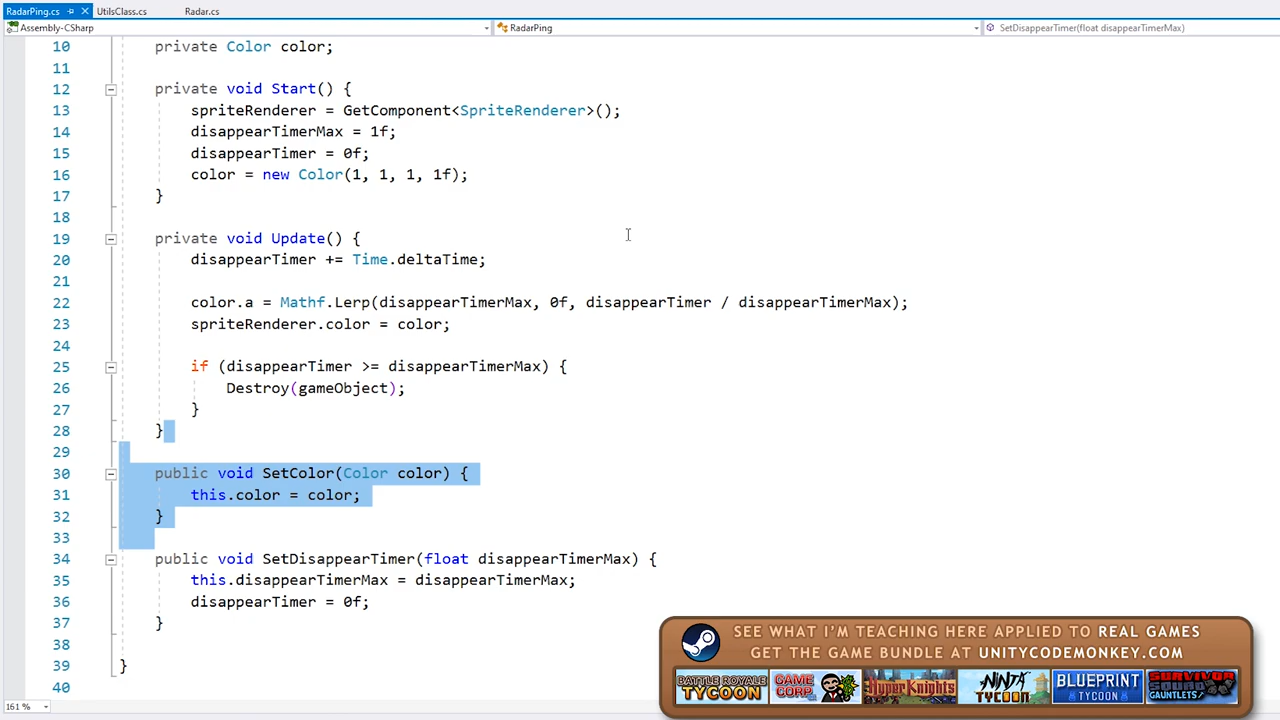 RadarPing.cs UtilsClass.cs Radar.cs
Assembly-CSharp RadarPing SetDisappearTimer(float disappearTimerMax)
10 private Color color;
11
12 private void Start() {
13 spriteRenderer = GetComponent<SpriteRenderer>();
14 disappearTimerMax = 1f;
15 disappearTimer = 0f;
16 color = new Color(1, 1, 1, 1f);
17 }
18
19 private void Update() {
20 disappearTimer += Time.deltaTime;
21
22 color.a = Mathf.Lerp(disappearTimerMax, 0f, disappearTimer / disappearTimerMax);
23 spriteRenderer.color = color;
24
25 if (disappearTimer >= disappearTimerMax) {
26 Destroy(gameObject);
27 }
28 }
29
30 public void SetColor(Color color) {
31 this.color = color;
32 }
33
34 public void SetDisappearTimer(float disappearTimerMax) {
35 this.disappearTimerMax = disappearTimerMax;
36 disappearTimer = 0f;
37 }
38
39 }
40
SEE WHAT I'M TEACHING HERE APPLIED TO REAL GAMES
GET THE GAME BUNDLE AT UNITYCODEMONKEY.COM
BATTLE ROYALE TYCOON GAME CORP HYPER KNIGHTS NINJA TYCOON BLUEPRINT TYCOON SURVIVOR SQUAD GAUNTLETS
161 %